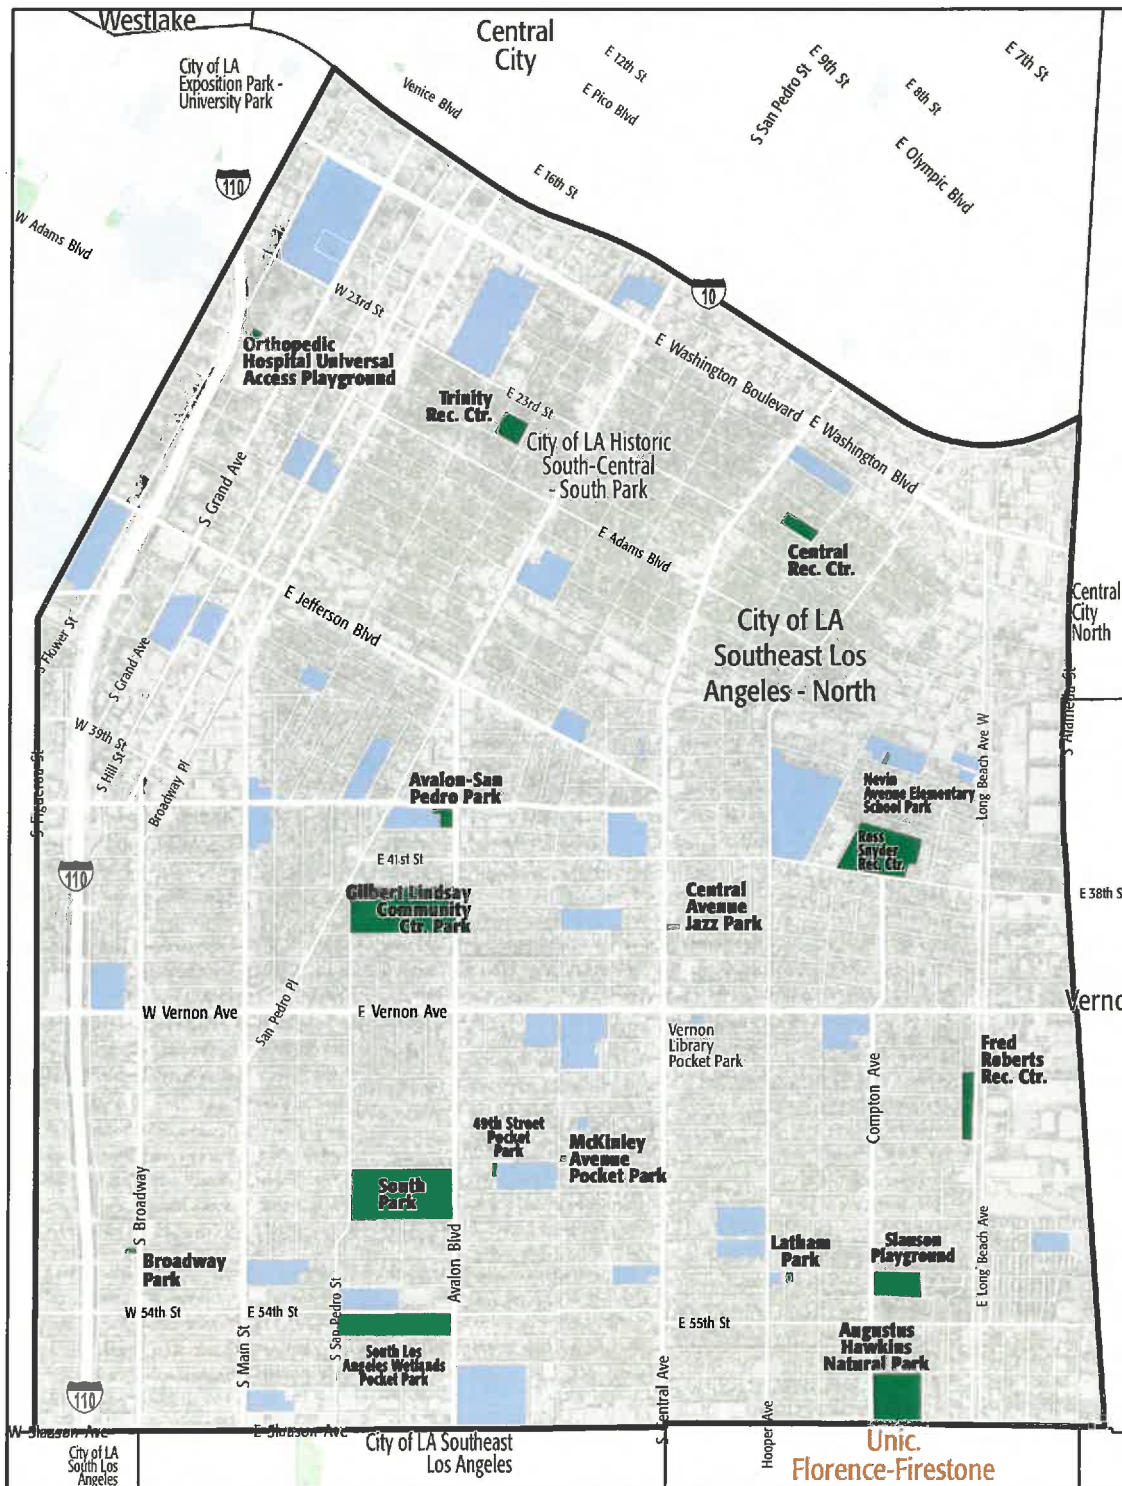 Westlake
Central
City
E 12th St
E 9th St
E 7th St
City of LA
Exposition Park -
University Park
Venice Blvd
E Pico Blvd
S San Pedro St
E 8th St
E Olympic Blvd
110
E 16th St
W Adams Blvd
10
W 23rd St
Orthopedic
Hospital Universal
Access Playground
E Washington Boulevard
E Washington Blvd
Trinity
Rec. Ctr.
E 23rd St
City of LA Historic
South-Central
- South Park
S Grand Ave
E Adams Blvd
Central
Rec. Ctr.
Central
City
North
E Jefferson Blvd
City of LA
Southeast Los
Angeles - North
S Flower St
S Grand Ave
W 39th St
S Hill St
Broadway Pl
S Figueroa St
S Alameda St
Long Beach Ave W
Avalon-San
Pedro Park
Nevin
Avenue Elementary
School Park
Ross
Snyder
Rec. Ctr.
E 41st St
110
Gilbert Lindsay
Community
Ctr. Park
Central
Avenue
Jazz Park
E 38th S
San Pedro Pl
W Vernon Ave
E Vernon Ave
Verno
Vernon
Library
Pocket Park
Fred
Roberts
Rec. Ctr.
Compton Ave
49th Street
Pocket
Park
McKinley
Avenue
Pocket Park
South
Park
S Broadway
Avalon Blvd
Broadway
Park
Latham
Park
Slauson
Playground
E Long Beach Ave
W 54th St
E 54th St
S San Pedro St
E 55th St
S Main St
South Los
Angeles Wetlands
Pocket Park
Augustus
Hawkins
Natural Park
110
S Central Ave
Hooper Ave
W Slauson Ave
E Slauson Ave
City of LA
South Los
Angeles
City of LA Southeast
Los Angeles
Unic.
Florence-Firestone